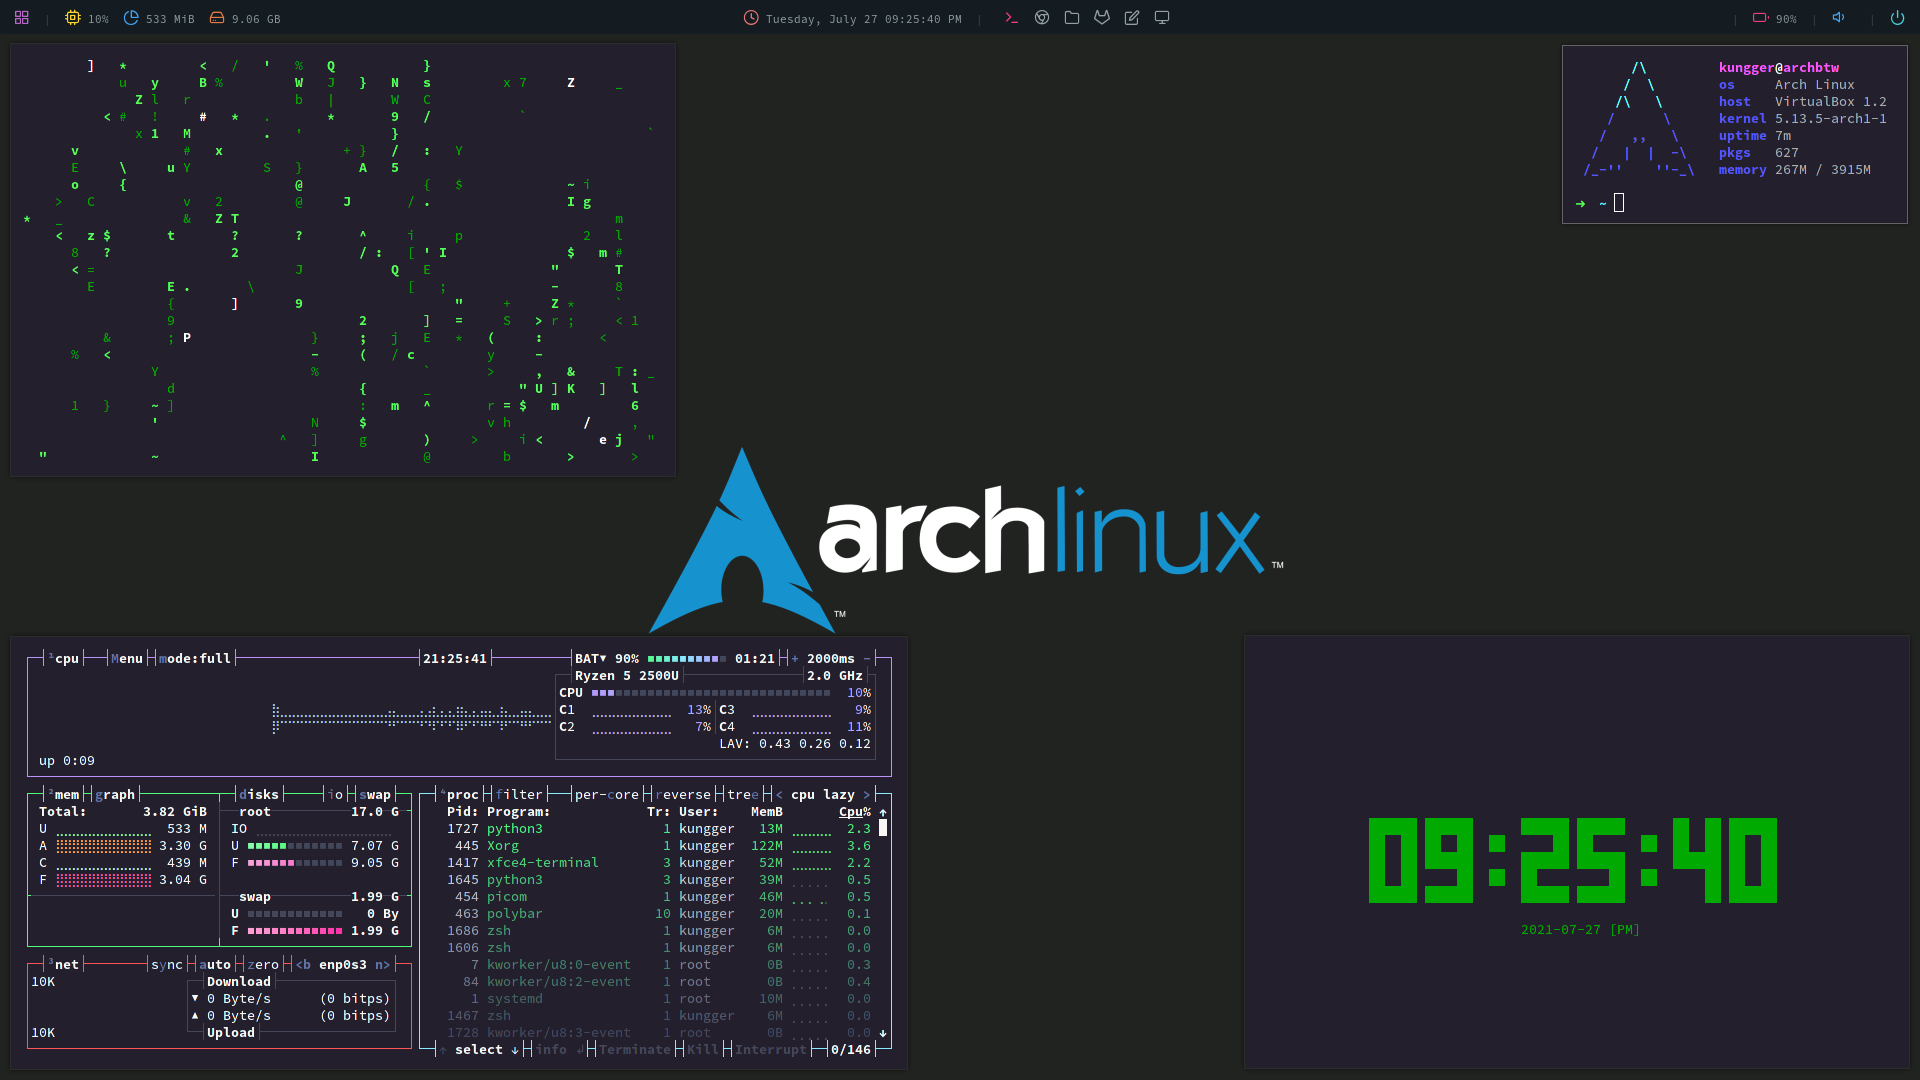 10% 533 MiB 9.06 GB Tuesday, July 27 09:25:40 PM 90%
kungger@archbtw
os Arch Linux
host VirtualBox 1.2
kernel 5.13.5-arch1-1
uptime 7m
pkgs 627
memory 267M / 3915M
→ ~
archlinux™
™
¹cpu Menu mode:full 21:25:41 BAT▼ 90% 01:21 + 2000ms -
Ryzen 5 2500U 2.0 GHz
CPU 10%
C1 13% C3 9%
C2 7% C4 11%
LAV: 0.43 0.26 0.12
up 0:09
²mem graph disks io swap
Total: 3.82 GiB root 17.0 G
U 533 M IO
A 3.30 G U 7.07 G
C 439 M F 9.05 G
F 3.04 G
swap 1.99 G
U 0 By
F 1.99 G
³net sync auto zero <b enp0s3 n>
10K Download
▼ 0 Byte/s (0 bitps)
▲ 0 Byte/s (0 bitps)
10K Upload
⁴proc filter per-core reverse tree < cpu lazy >
Pid: Program: Tr: User: MemB Cpu% ↑
1727 python3 1 kungger 13M 2.3
445 Xorg 1 kungger 122M 3.6
1417 xfce4-terminal 3 kungger 52M 2.2
1645 python3 3 kungger 39M 0.5
454 picom 1 kungger 46M 0.5
463 polybar 10 kungger 20M 0.1
1686 zsh 1 kungger 6M 0.0
1606 zsh 1 kungger 6M 0.0
7 kworker/u8:0-event 1 root 0B 0.3
84 kworker/u8:2-event 1 root 0B 0.4
1 systemd 1 root 10M 0.0
1467 zsh 1 kungger 6M 0.0
1728 kworker/u8:3-event 1 root 0B 0.0 ↓
↑ select ↓ info ↲ Terminate Kill Interrupt 0/146
09:25:40
2021-07-27 [PM]